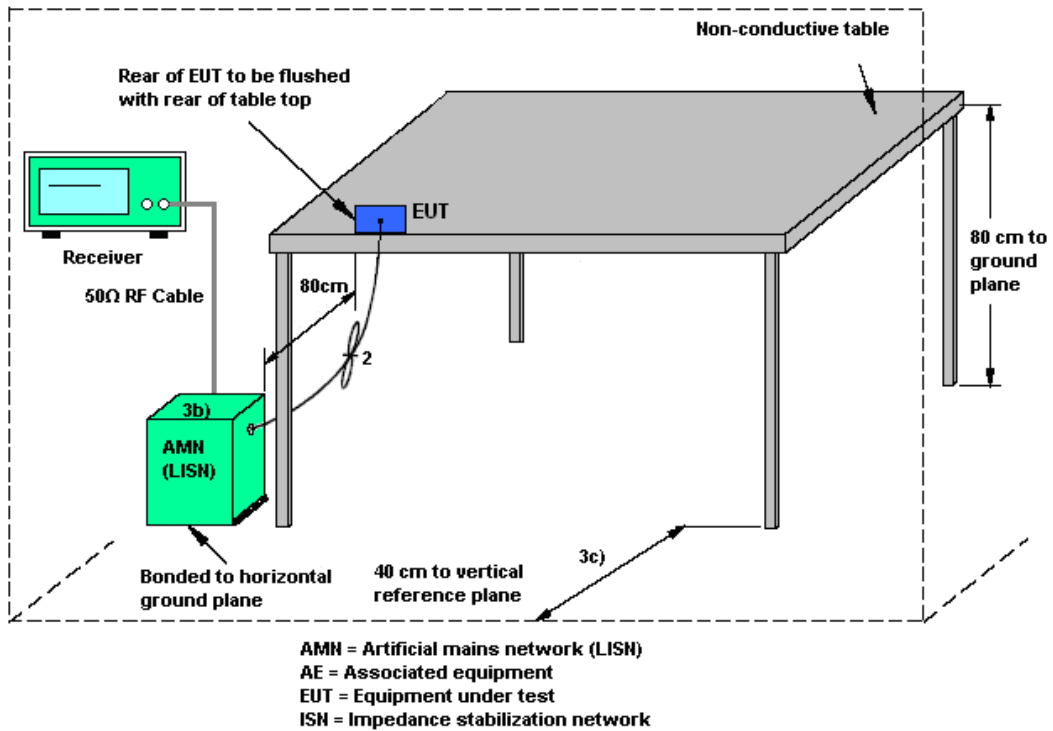 Non-conductive table
Rear of EUT to be flushed
with rear of table top
EUT
Receiver
80 cm to
ground
plane
80cm
50Ω RF Cable
2
3b)
AMN
(LISN)
3c)
Bonded to horizontal
ground plane
40 cm to vertical
reference plane
AMN = Artificial mains network (LISN)
AE = Associated equipment
EUT = Equipment under test
ISN = Impedance stabilization network